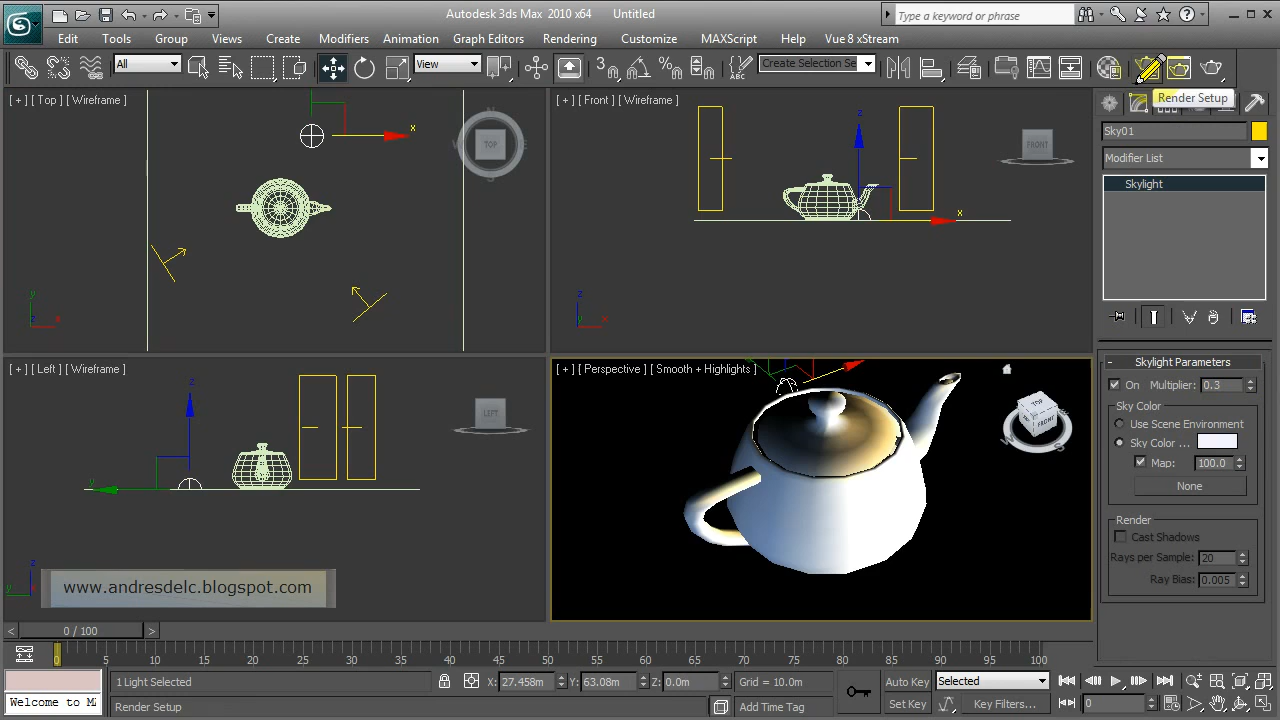 Autodesk 3ds Max 2010 x64 Untitled
Type a keyword or phrase
Edit Tools Group Views Create Modifiers Animation Graph Editors Rendering Customize MAXScript Help Vue 8 xStream
All View 3 Create Selection Se
Render Setup
[ + ] [ Top ] [ Wireframe ]
[ + ] [ Front ] [ Wireframe ]
TOP
FRONT
Sky01
Modifier List
Skylight
x
z
x
y
z
x
z
x
[ + ] [ Left ] [ Wireframe ]
[ + ] [ Perspective ] [ Smooth + Highlights ]
LEFT
TOP
FRONT
W
S
z
y
z
y
- Skylight Parameters
On Multiplier: 0.3
Sky Color
Use Scene Environment
Sky Color ...
Map: 100.0
None
Render
Cast Shadows
Rays per Sample: 20
Ray Bias: 0.005
www.andresdelc.blogspot.com
< 0 / 100 >
0 5 10 15 20 25 30 35 40 45 50 55 60 65 70 75 80 85 90 95 100
1 Light Selected X: 27.458m Y: 63.08m Z: 0.0m Grid = 10.0m Auto Key Selected
Welcome to M Render Setup Add Time Tag Set Key Key Filters... 0